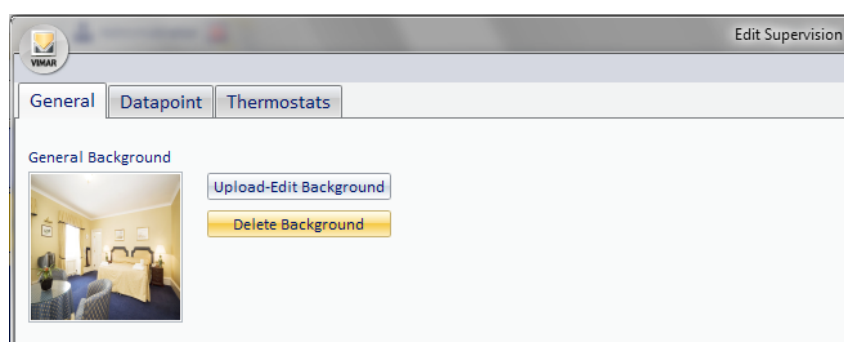 Edit Supervision
VIMAR
General Datapoint Thermostats
General Background
Upload-Edit Background
Delete Background